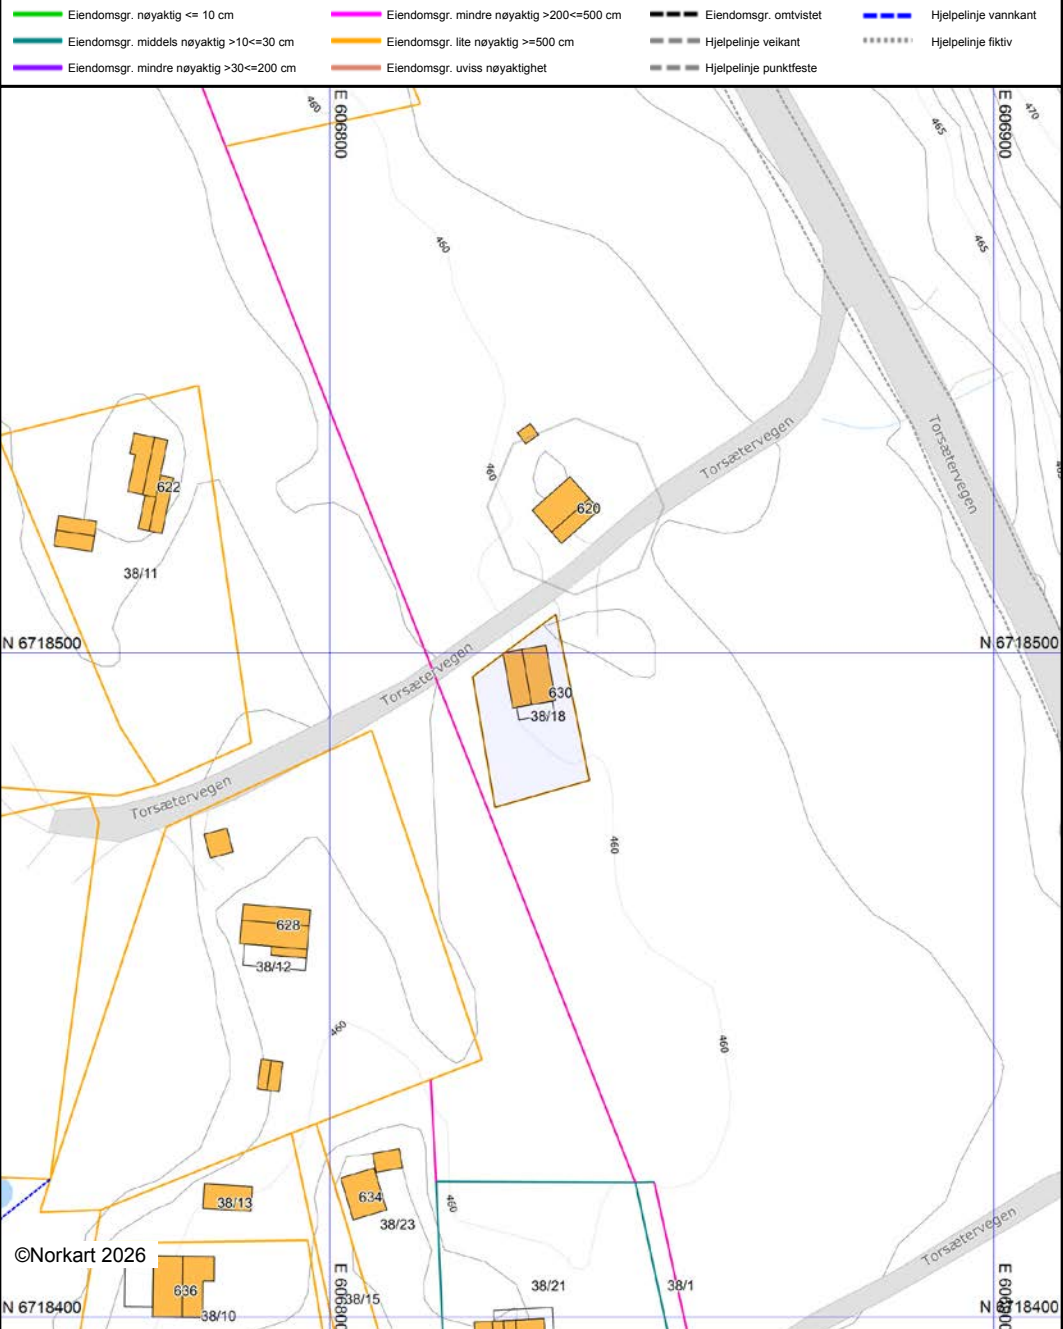 Eiendomsgr. nøyaktig <= 10 cm
Eiendomsgr. mindre nøyaktig >200<=500 cm
Eiendomsgr. omtvistet
Hjelpelinje vannkant
Eiendomsgr. middels nøyaktig >10<=30 cm
Eiendomsgr. lite nøyaktig >=500 cm
Hjelpelinje veikant
Hjelpelinje fiktiv
Eiendomsgr. mindre nøyaktig >30<=200 cm
Eiendomsgr. uviss nøyaktighet
Hjelpelinje punktfeste
460
E 606800
465
E 606900
470
460
465
Torsætervegen
Torsætervegen
460
622
620
38/11
N 6718500
N 6718500
Torsætervegen
630
38/18
Torsætervegen
460
628
38/12
460
460
634
38/13
460
38/23
Torsætervegen
©Norkart 2026
38/21
38/1
636
38/15
E 606800
N 6718400
38/10
N 6718400